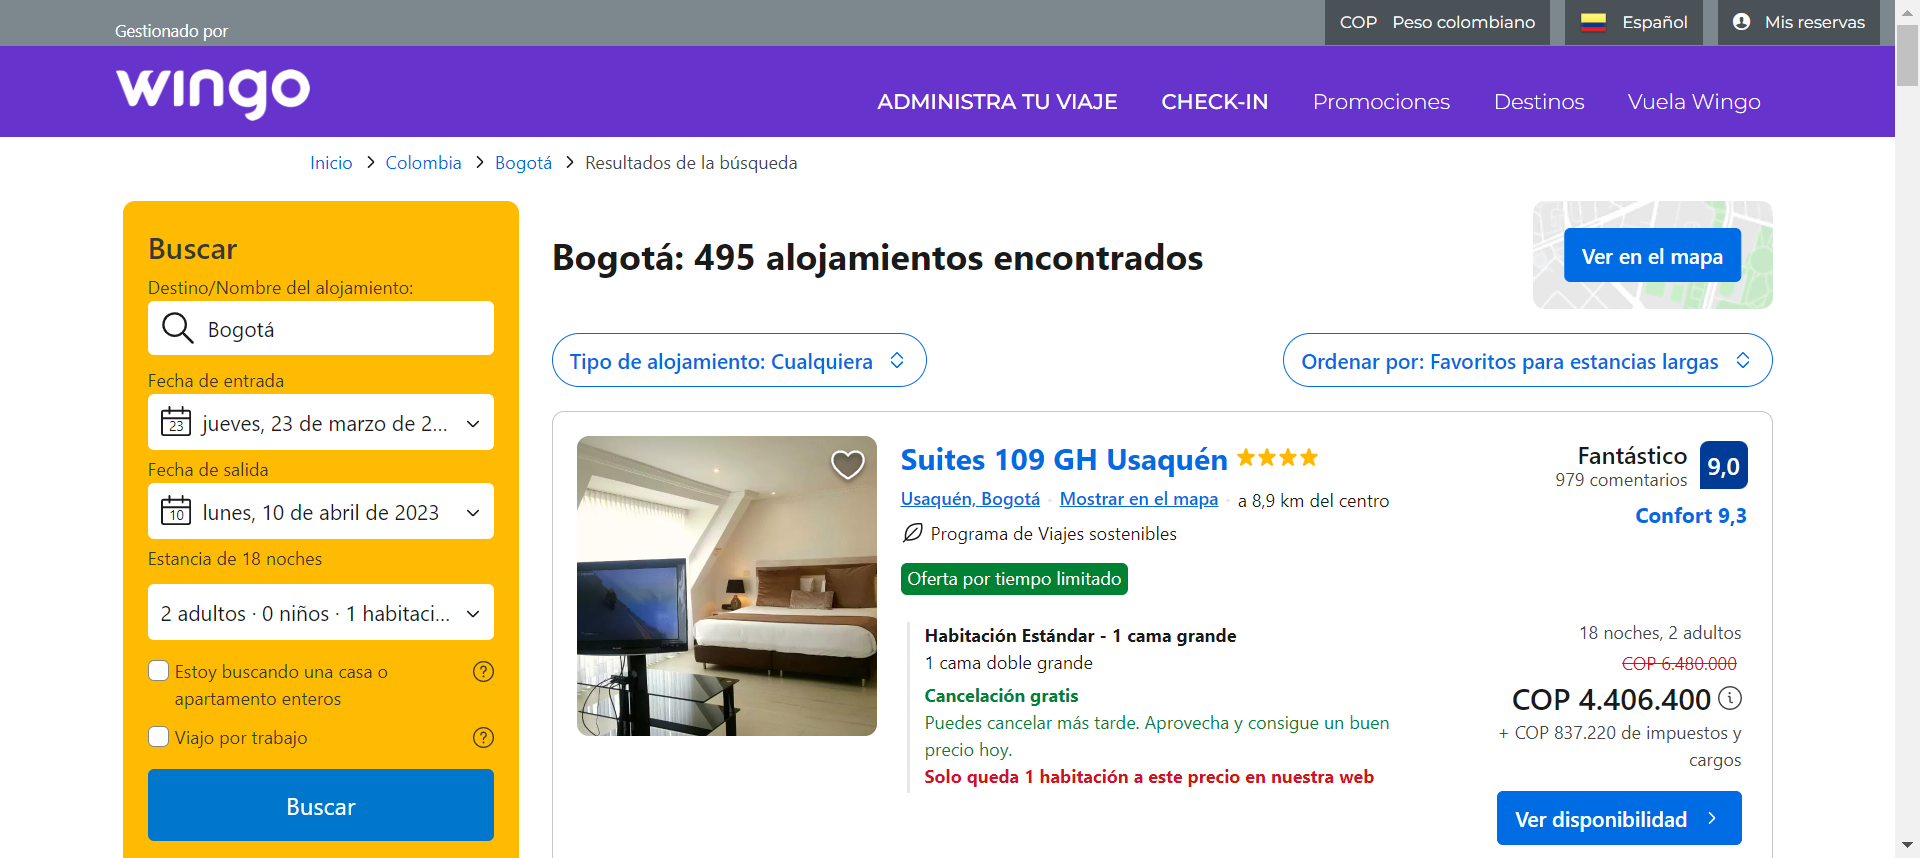 Gestionado por
COP Peso colombiano
Español
Mis reservas
wingo
ADMINISTRA TU VIAJE
CHECK-IN
Promociones
Destinos
Vuela Wingo
Inicio > Colombia > Bogotá > Resultados de la búsqueda
Buscar
Destino/Nombre del alojamiento:
Bogotá
Fecha de entrada
23
jueves, 23 de marzo de 2...
Fecha de salida
10
lunes, 10 de abril de 2023
Estancia de 18 noches
2 adultos · 0 niños · 1 habitaci...
Estoy buscando una casa o
apartamento enteros
?
Viajo por trabajo
?
Buscar
Bogotá: 495 alojamientos encontrados
Ver en el mapa
Tipo de alojamiento: Cualquiera
Ordenar por: Favoritos para estancias largas
Suites 109 GH Usaquén
Usaquén, Bogotá · Mostrar en el mapa · a 8,9 km del centro
Programa de Viajes sostenibles
Oferta por tiempo limitado
Fantástico
979 comentarios
9,0
Confort 9,3
Habitación Estándar - 1 cama grande
1 cama doble grande
Cancelación gratis
Puedes cancelar más tarde. Aprovecha y consigue un buen
precio hoy.
Solo queda 1 habitación a este precio en nuestra web
18 noches, 2 adultos
COP 6.480.000
COP 4.406.400
+ COP 837.220 de impuestos y
cargos
Ver disponibilidad